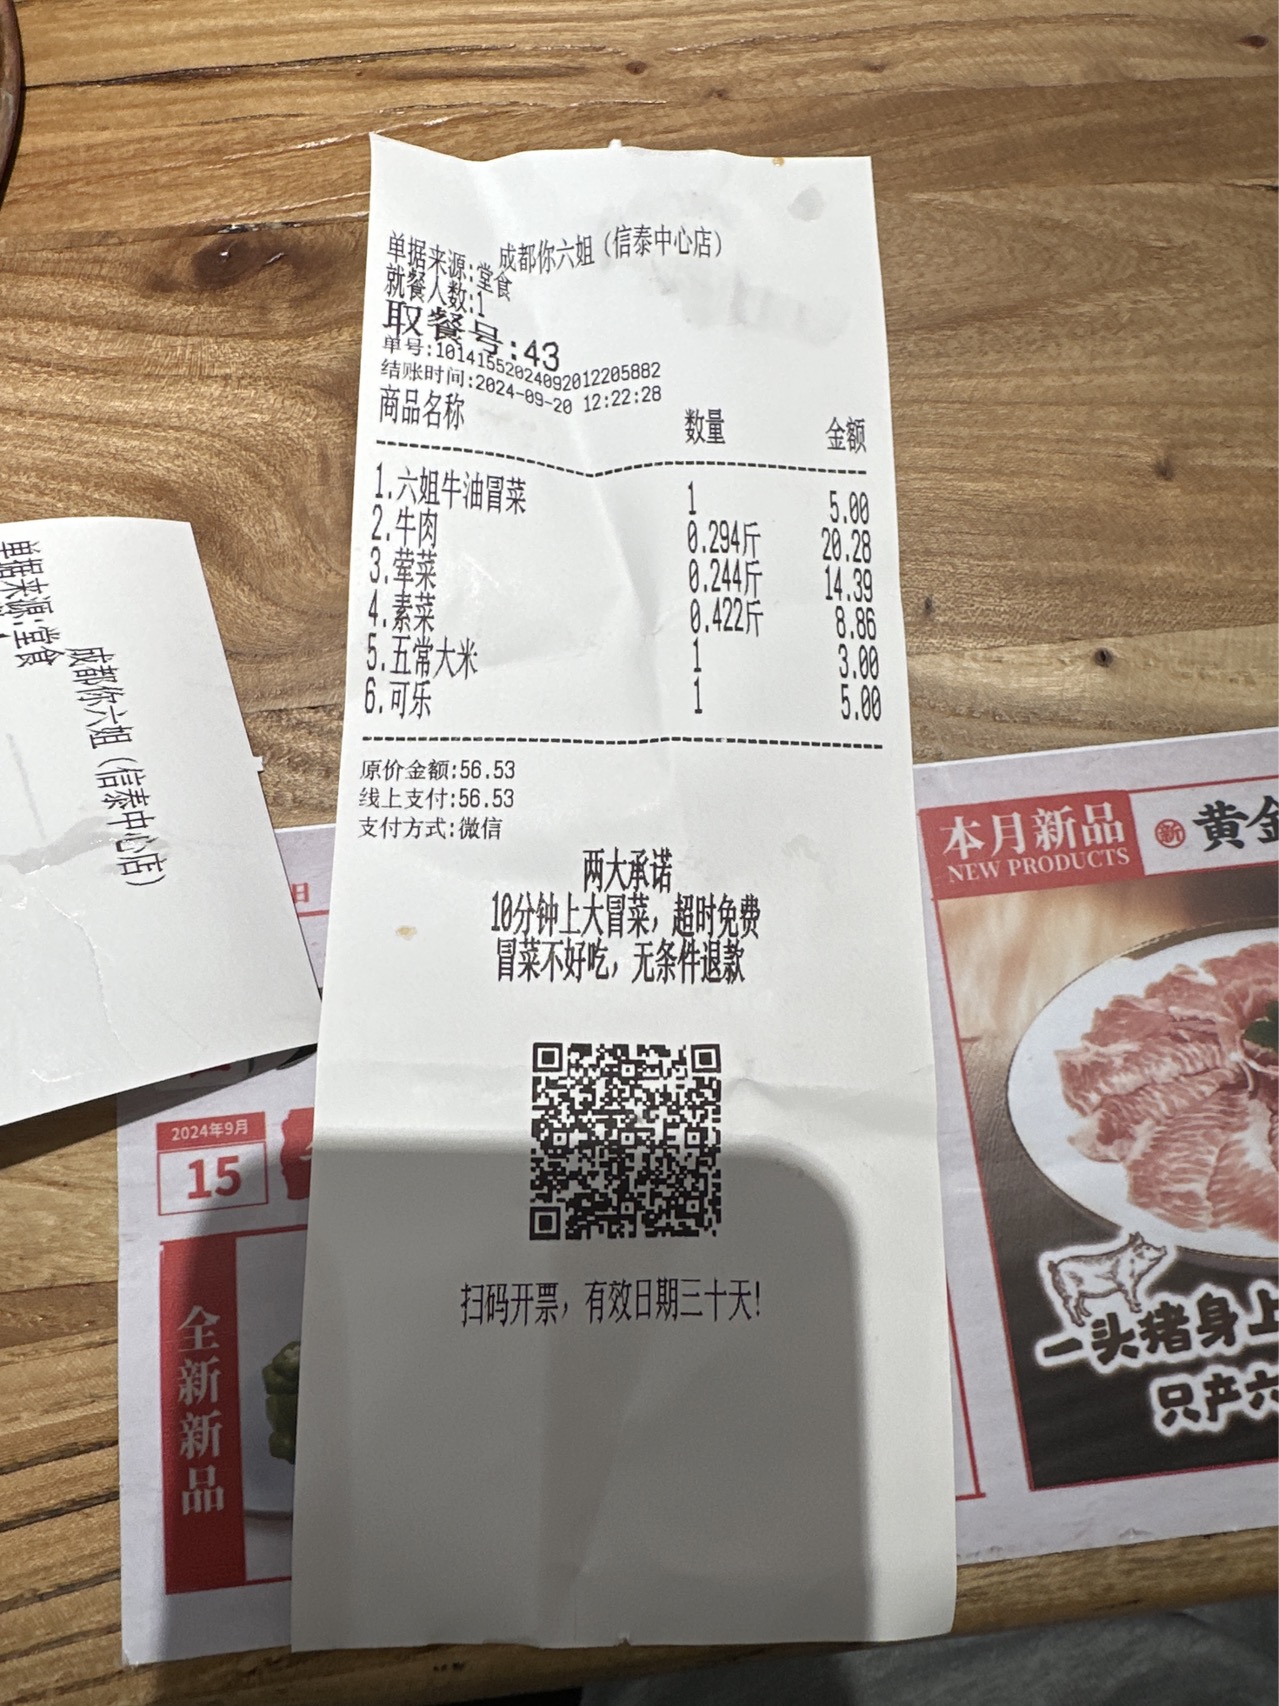 成都你六姐（信泰中心店）
单据来源:堂食
就餐人数:1
取餐号:43
单号:10141552024092012205882
结账时间:2024-09-20 12:22:28
商品名称 数量 金额
1.六姐牛油冒菜 1 5.00
2.牛肉 0.294斤 20.28
3.荤菜 0.244斤 14.39
4.素菜 0.422斤 8.86
5.五常大米 1 3.00
6.可乐 1 5.00
原价金额:56.53
线上支付:56.53
支付方式:微信
两大承诺
10分钟上大冒菜，超时免费
冒菜不好吃，无条件退款
扫码开票，有效日期三十天!
单据来源:堂食
成都你六姐（信泰中心店）
日
2024年9月
15
全新新品
本月新品
NEW PRODUCTS
新 黄金
一头猪身上
只产六